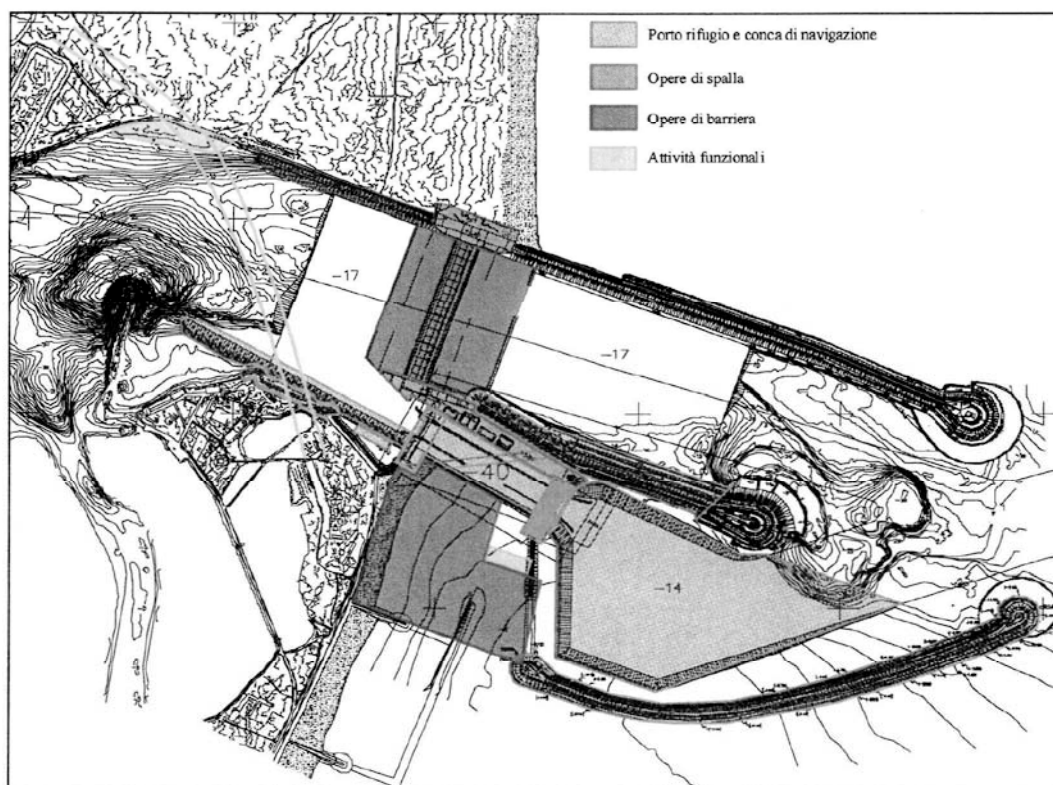 Porto rifugio e conca di navigazione
Opere di spalla
Opere di barriera
Attività funzionali
-17
-17
-40
-14